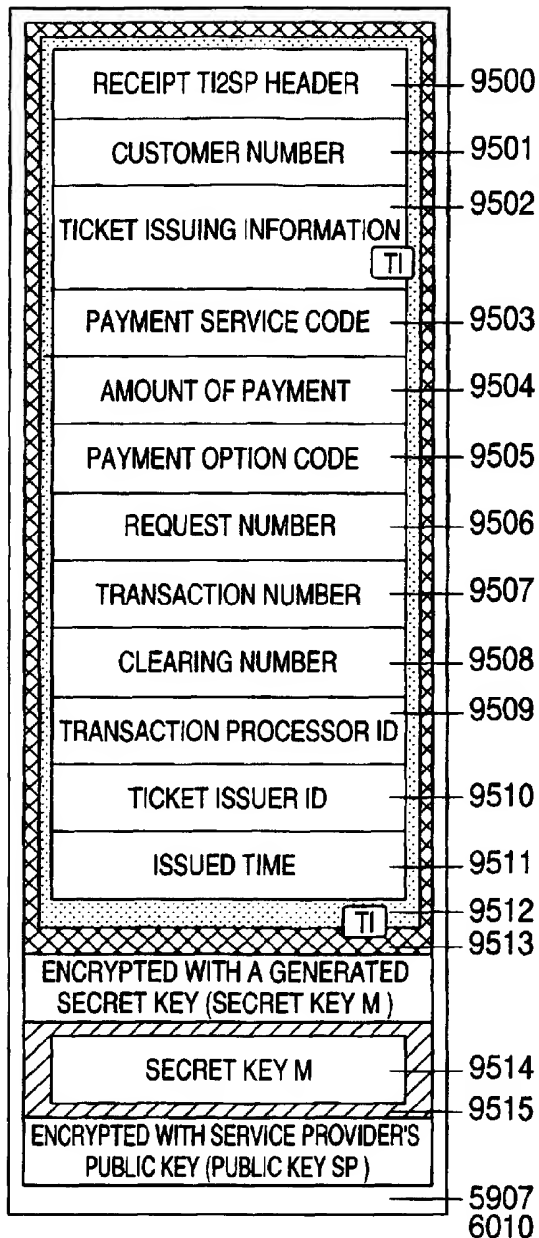 RECEIPT TI2SP HEADER 9500
CUSTOMER NUMBER 9501
9502
TICKET ISSUING INFORMATION
TI
PAYMENT SERVICE CODE 9503
AMOUNT OF PAYMENT 9504
PAYMENT OPTION CODE 9505
REQUEST NUMBER 9506
TRANSACTION NUMBER 9507
CLEARING NUMBER 9508
9509
TRANSACTION PROCESSOR ID
TICKET ISSUER ID 9510
ISSUED TIME 9511
TI 9512
9513
ENCRYPTED WITH A GENERATED
SECRET KEY (SECRET KEY M )
SECRET KEY M 9514
9515
ENCRYPTED WITH SERVICE PROVIDER'S
PUBLIC KEY (PUBLIC KEY SP )
5907
6010